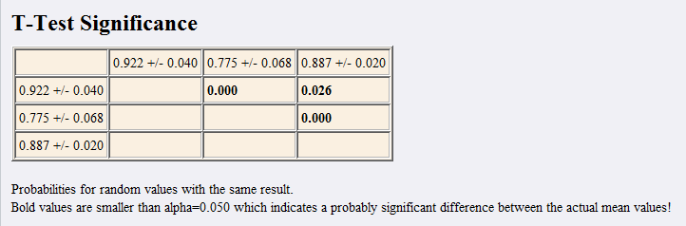 T-Test Significance
0.922 +/- 0.040 0.775 +/- 0.068 0.887 +/- 0.020
0.922 +/- 0.040 0.000 0.026
0.775 +/- 0.068 0.000
0.887 +/- 0.020
Probabilities for random values with the same result.
Bold values are smaller than alpha=0.050 which indicates a probably significant difference between the actual mean values!